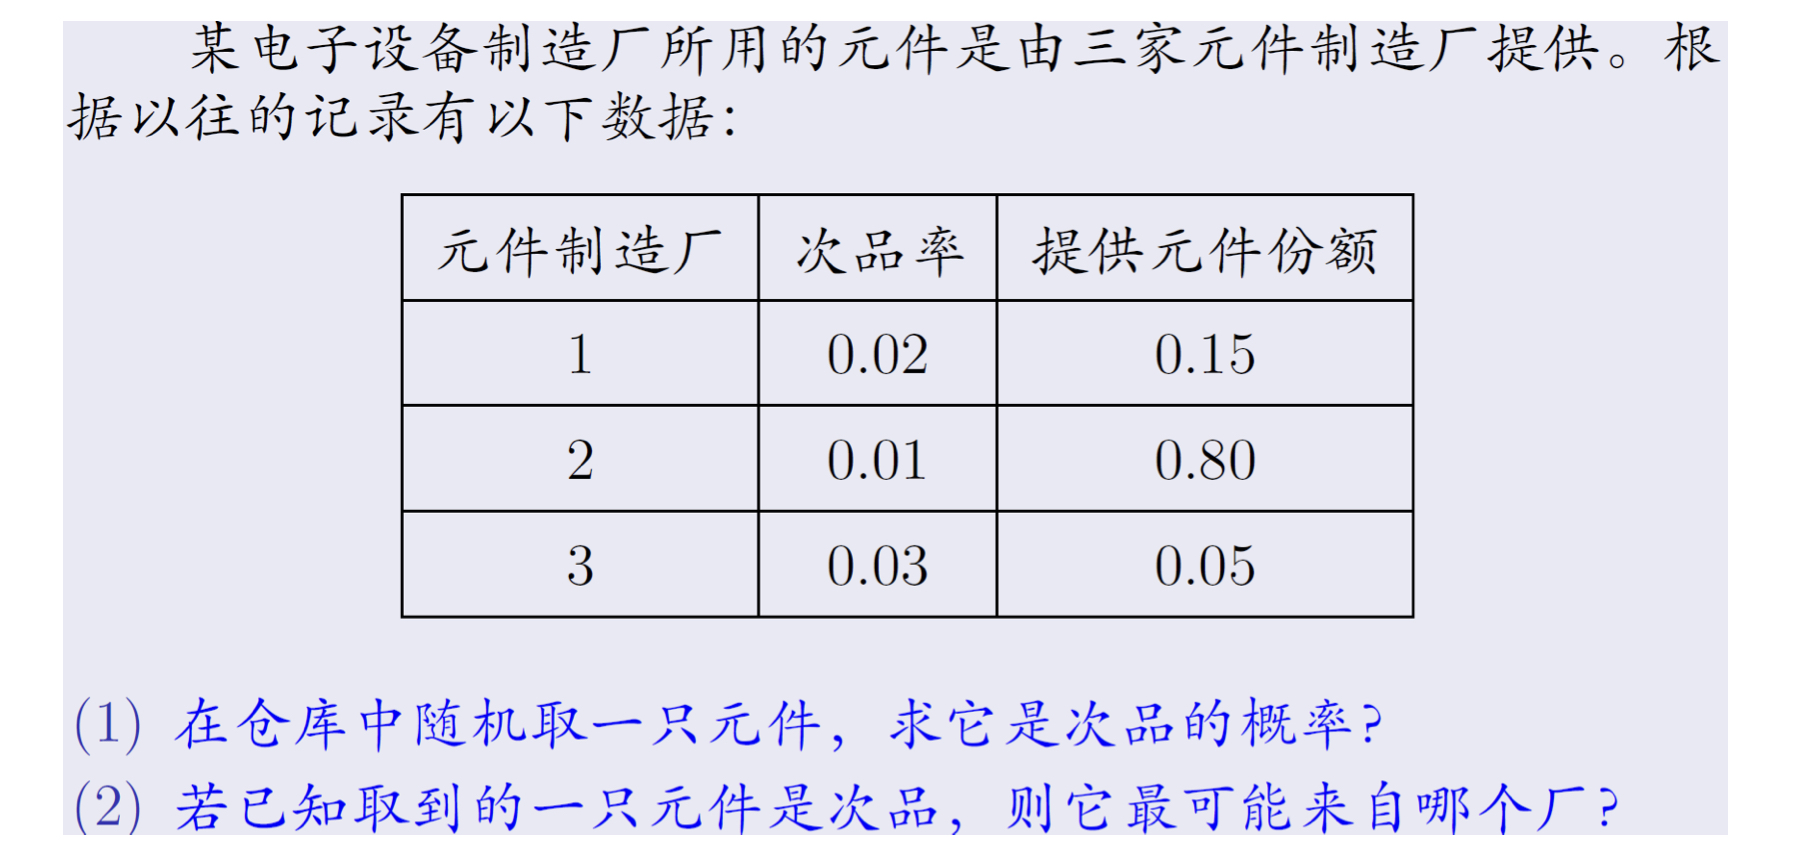 某电子设备制造厂所用的元件是由三家元件制造厂提供。根
据以往的记录有以下数据:
元件制造厂 次品率 提供元件份额
1 0.02 0.15
2 0.01 0.80
3 0.03 0.05
(1) 在仓库中随机取一只元件，求它是次品的概率?
(2) 若已知取到的一只元件是次品，则它最可能来自哪个厂?